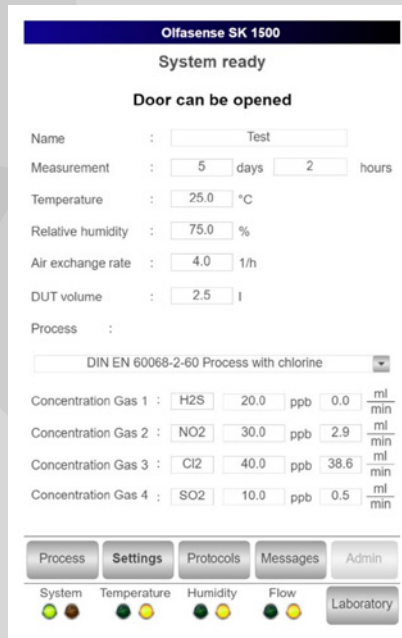 Olfasense SK 1500
System ready
Door can be opened
Name : Test
Measurement : 5 days 2 hours
Temperature : 25.0 °C
Relative humidity : 75.0 %
Air exchange rate : 4.0 1/h
DUT volume : 2.5 l
Process :
DIN EN 60068-2-60 Process with chlorine
Concentration Gas 1 : H2S 20.0 ppb 0.0 ml/min
Concentration Gas 2 : NO2 30.0 ppb 2.9 ml/min
Concentration Gas 3 : Cl2 40.0 ppb 38.6 ml/min
Concentration Gas 4 : SO2 10.0 ppb 0.5 ml/min
Process Settings Protocols Messages Admin
System Temperature Humidity Flow Laboratory